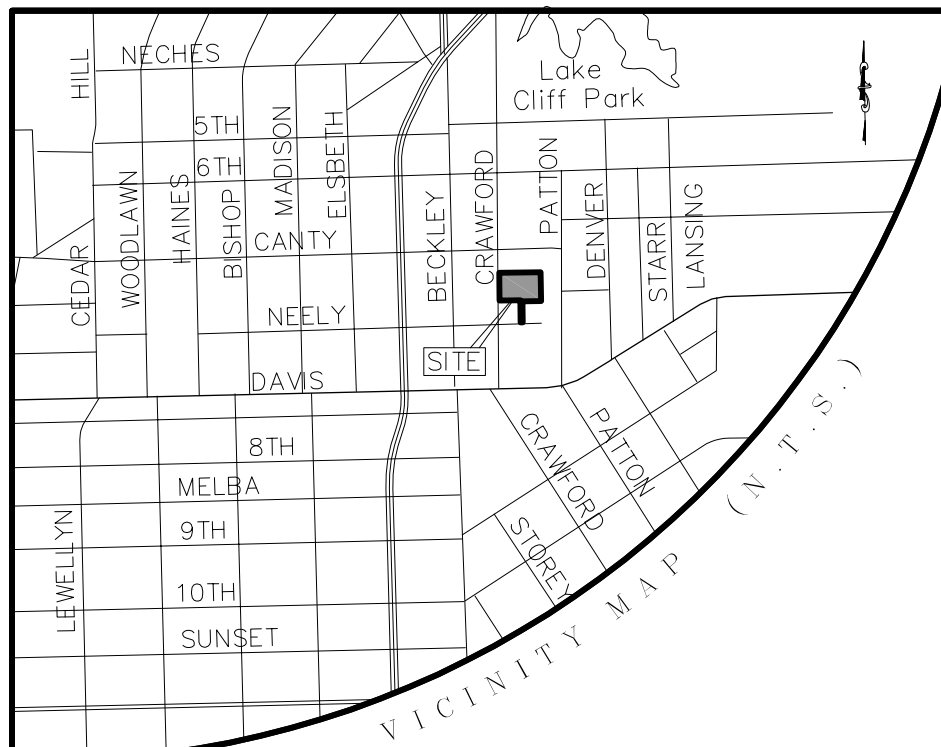 HILL
NECHES
Lake
Cliff Park
5TH
MADISON
ELSBETH
6TH
WOODLAWN
HAINES
BISHOP
CANTY
CRAWFORD
PATTON
BECKLEY
DENVER
STARR
LANSING
CEDAR
NEELY
SITE
DAVIS
8TH
CRAWFORD
PATTON
MELBA
9TH
LEWELLYN
STOREY
10TH
SUNSET
VICINITY MAP (N.T.S.)